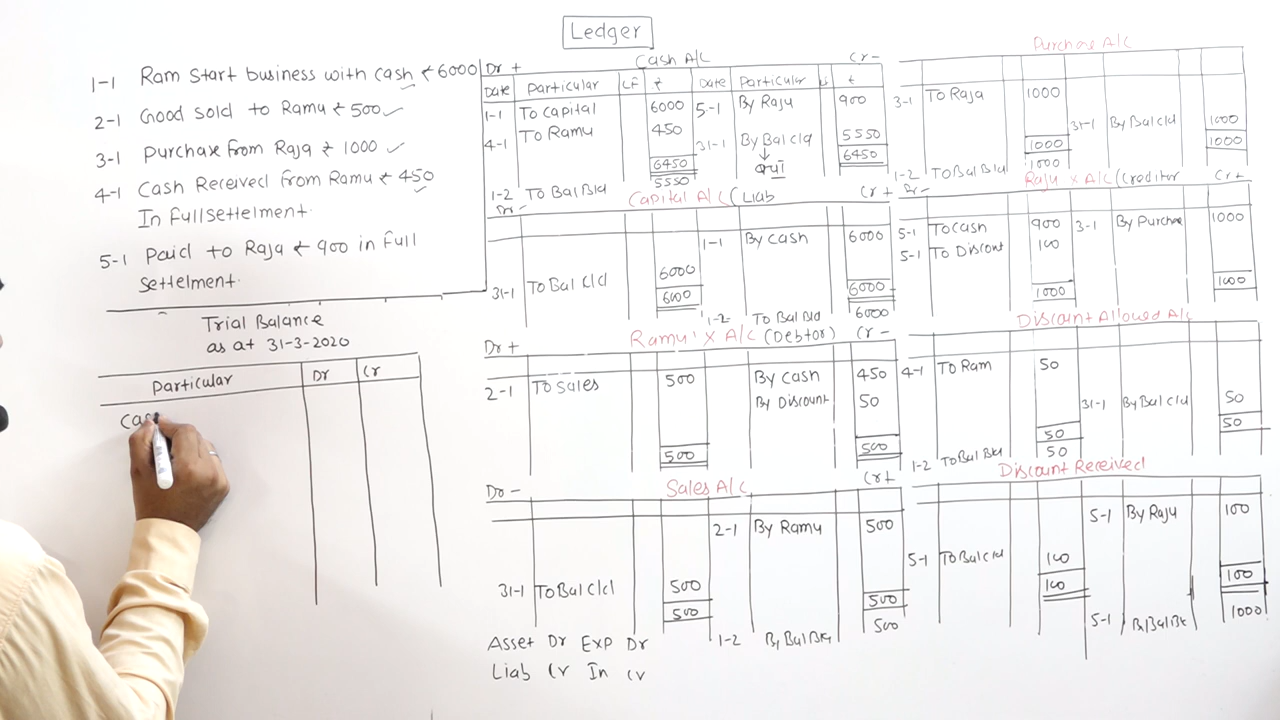 Ledger
1-1 Ram Start business with cash ₹ 6000
2-1 Good sold to Ramu ₹ 500
3-1 Purchase from Raja ₹ 1000
4-1 Cash Received from Ramu ₹ 450
In fullsettelment.
5-1 Paid to Raja ₹ 900 in full
Settelment.
Trial Balance
as at 31-3-2020
Particular Dr Cr
Cas
Cash A/C
Dr + Cr -
Date Particular LF ₹ Date Particular ₹
1-1 To Capital 6000 5-1 By Raju 900
4-1 To Ramu 450 31-1 By Bal c/d 5550
6450 6450
1-2 To Bal B/d 5550
Capital A/C (Liab
Dr - Cr +
1-1 By Cash 6000
6000
31-1 To Bal C/d 6000 6000
1-2 To Bal B/d 6000
Ramu' x A/C (Debtor)
Dr + Cr -
2-1 To Sales 500 By Cash 450
By Discount 50
500 500
Sales A/C
Dr - Cr +
2-1 By Ramu 500
31-1 To Bal C/d 500
500 500
1-2 500
Asset Dr EXP Dr
Liab Cr In cr
Purchase A/C
3-1 To Raja 1000
31-1 By Bal c/d 1000
1000 1000
1-2 To Bal B/d 1000
Raju x A/C (Creditor
Dr - Cr +
5-1 To Cash 900 3-1 By Purchase 1000
5-1 To Discont 100
1000 1000
Discount Allowed A/c
4-1 To Ram 50
31-1 By Bal C/d 50
50 50
1-2 50
Discount Received
5-1 By Raju 100
5-1 To Bal c/d 100
100 100
5-1 1000